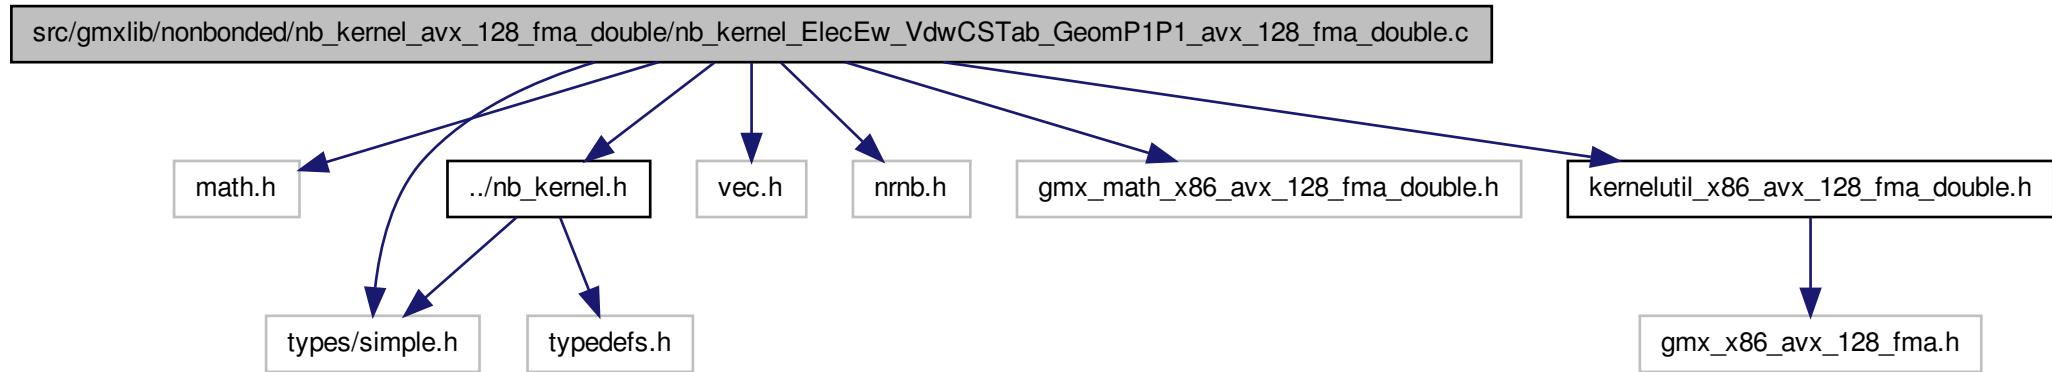 src/gmxlib/nonbonded/nb_kernel_avx_128_fma_double/nb_kernel_ElecEw_VdwCSTab_GeomP1P1_avx_128_fma_double.c
math.h
../nb_kernel.h
vec.h
nrnb.h
gmx_math_x86_avx_128_fma_double.h
kernelutil_x86_avx_128_fma_double.h
types/simple.h
typedefs.h
gmx_x86_avx_128_fma.h